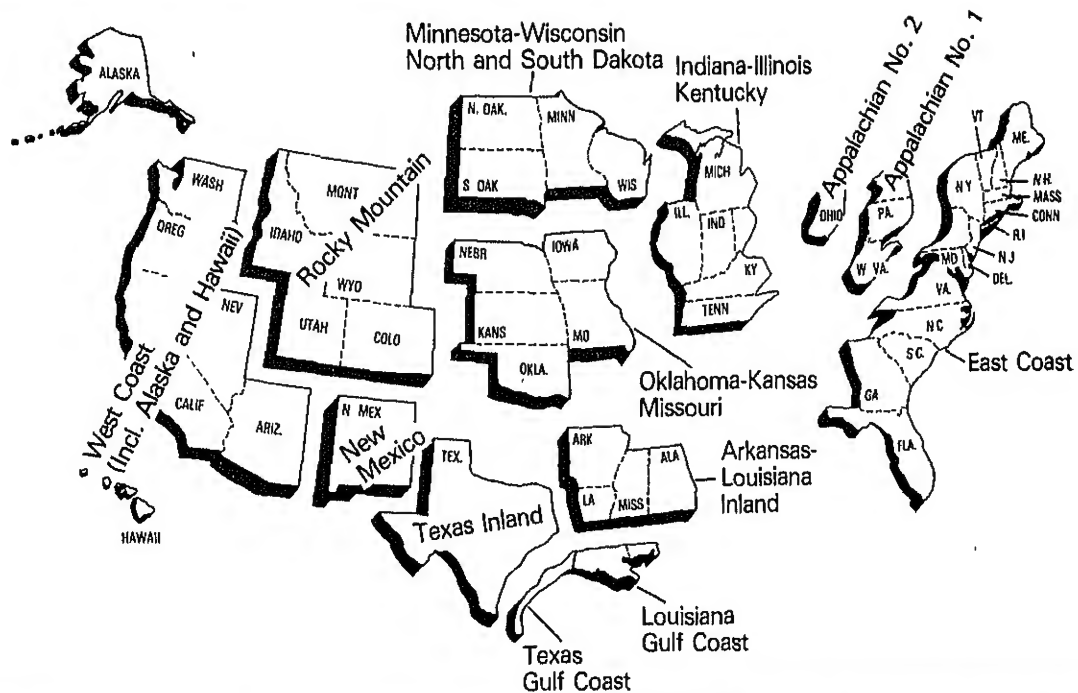 Minnesota-Wisconsin
North and South Dakota
Indiana-Illinois
Kentucky
Appalachian No. 2
Appalachian No. 1
ALASKA
N. OAK.
MINN
S OAK
WIS
MICH
ILL.
IND
KY
TENN
OHIO
PA.
W VA.
VT
ME.
N.Y
N.H.
MASS
CONN
R.I
N J
DEL.
MD
VA.
N.C
S.C.
GA
FLA.
East Coast
WASH
OREG
NEV
CALIF
ARIZ.
West Coast
(Incl. Alaska and Hawaii)
HAWAII
MONT
IDAHO
WYO
UTAH
COLO
Rocky Mountain
NEBR
IOWA
KANS
MO
OKLA.
Oklahoma-Kansas
Missouri
N MEX
New
Mexico
TEX.
Texas Inland
ARK
LA
MISS
ALA
Arkansas-
Louisiana
Inland
Louisiana
Gulf Coast
Texas
Gulf Coast